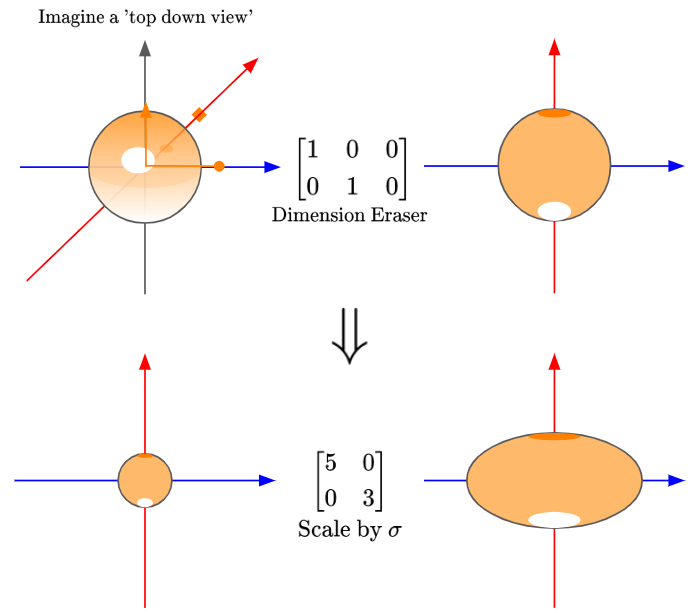 Imagine a 'top down view'
1 0 0
0 1 0
Dimension Eraser
⇓
5 0
0 3
Scale by σ